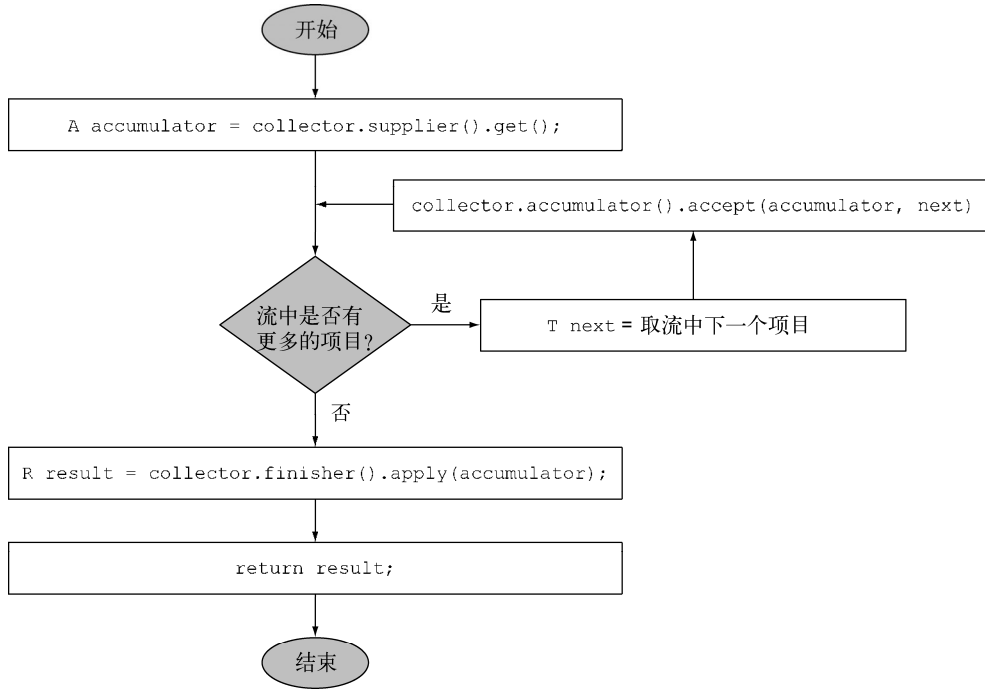 开始
A accumulator = collector.supplier().get();
collector.accumulator().accept(accumulator, next)
流中是否有
更多的项目?
是
T next = 取流中下一个项目
否
R result = collector.finisher().apply(accumulator);
return result;
结束